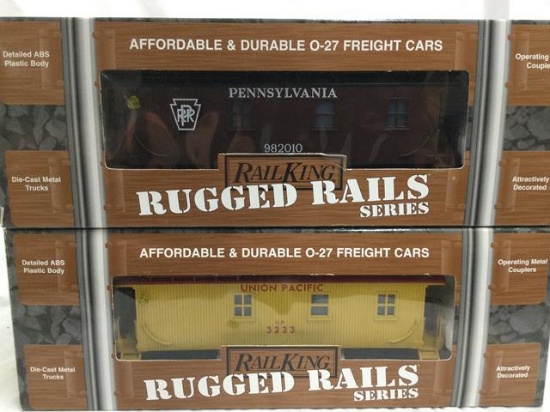 AFFORDABLE & DURABLE O-27 FREIGHT CARS
Detailed ABS
Plastic Body
Operating
Couplers
PENNSYLVANIA
PRR
982010
Die-Cast Metal
Trucks
Attractively
Decorated
RAILKING
RUGGED RAILS
SERIES
AFFORDABLE & DURABLE O-27 FREIGHT CARS
Detailed ABS
Plastic Body
Operating Metal
Couplers
UNION PACIFIC
U.P.
3223
Die-Cast Metal
Trucks
Attractively
Decorated
RAILKING
RUGGED RAILS
SERIES